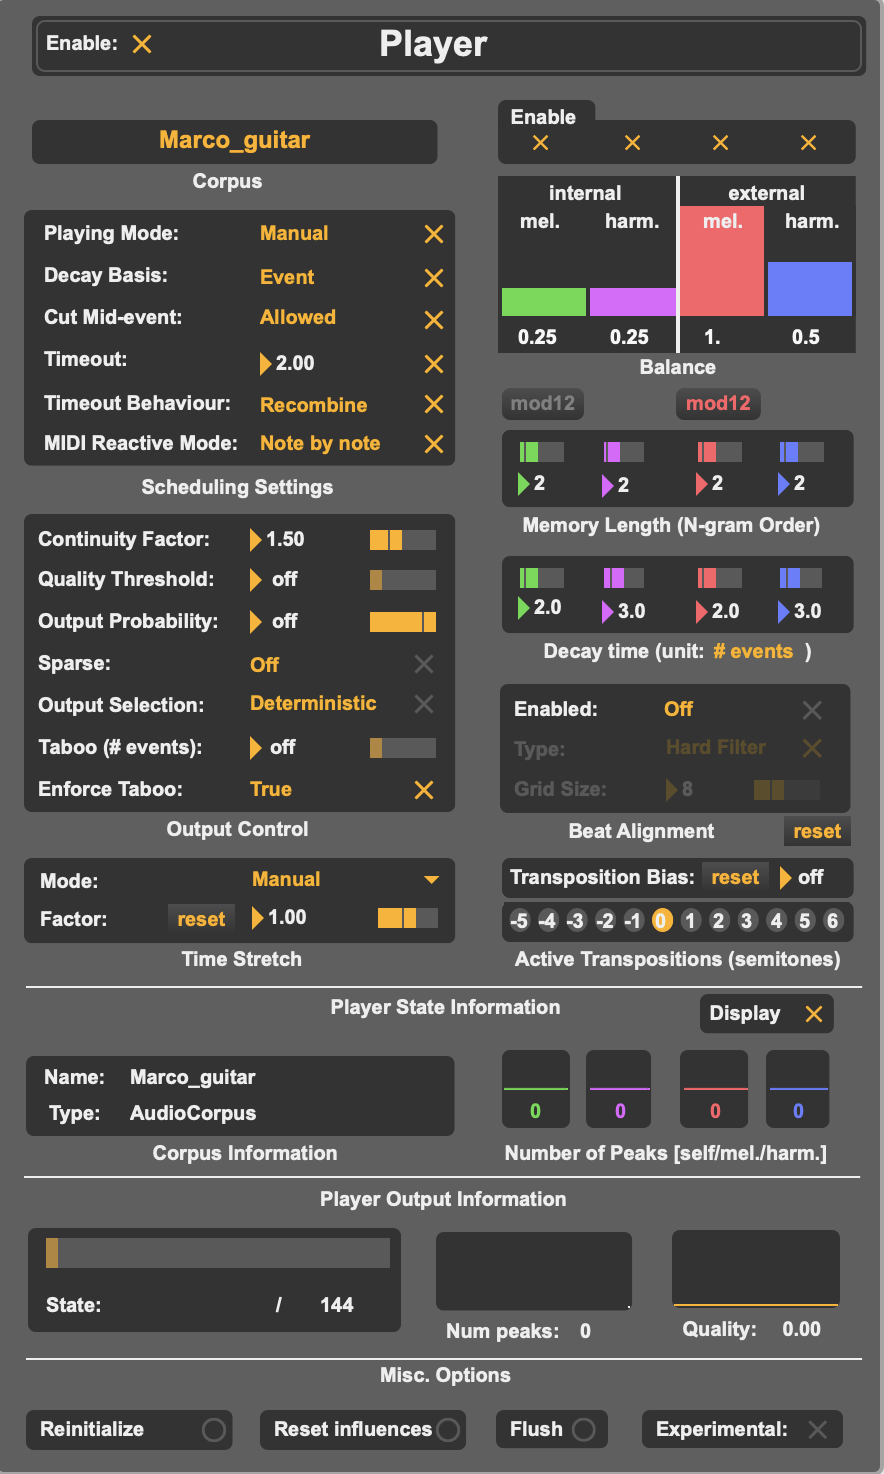 Enable:
Player
Marco_guitar
Corpus
Playing Mode: Manual
Decay Basis: Event
Cut Mid-event: Allowed
Timeout: 2.00
Timeout Behaviour: Recombine
MIDI Reactive Mode: Note by note
Scheduling Settings
Continuity Factor: 1.50
Quality Threshold: off
Output Probability: off
Sparse: Off
Output Selection: Deterministic
Taboo (# events): off
Enforce Taboo: True
Output Control
Mode: Manual
Factor: reset 1.00
Time Stretch
Enable
internal external
mel. harm. mel. harm.
0.25 0.25 1. 0.5
Balance
mod12 mod12
2 2 2 2
Memory Length (N-gram Order)
2.0 3.0 2.0 3.0
Decay time (unit: # events )
Enabled: Off
Type: Hard Filter
Grid Size: 8
Beat Alignment reset
Transposition Bias: reset off
-5 -4 -3 -2 -1 0 1 2 3 4 5 6
Active Transpositions (semitones)
Player State Information
Display
Name: Marco_guitar
Type: AudioCorpus
Corpus Information
0 0 0 0
Number of Peaks [self/mel./harm.]
Player Output Information
State: / 144
Num peaks: 0
Quality: 0.00
Misc. Options
Reinitialize Reset influences Flush Experimental: